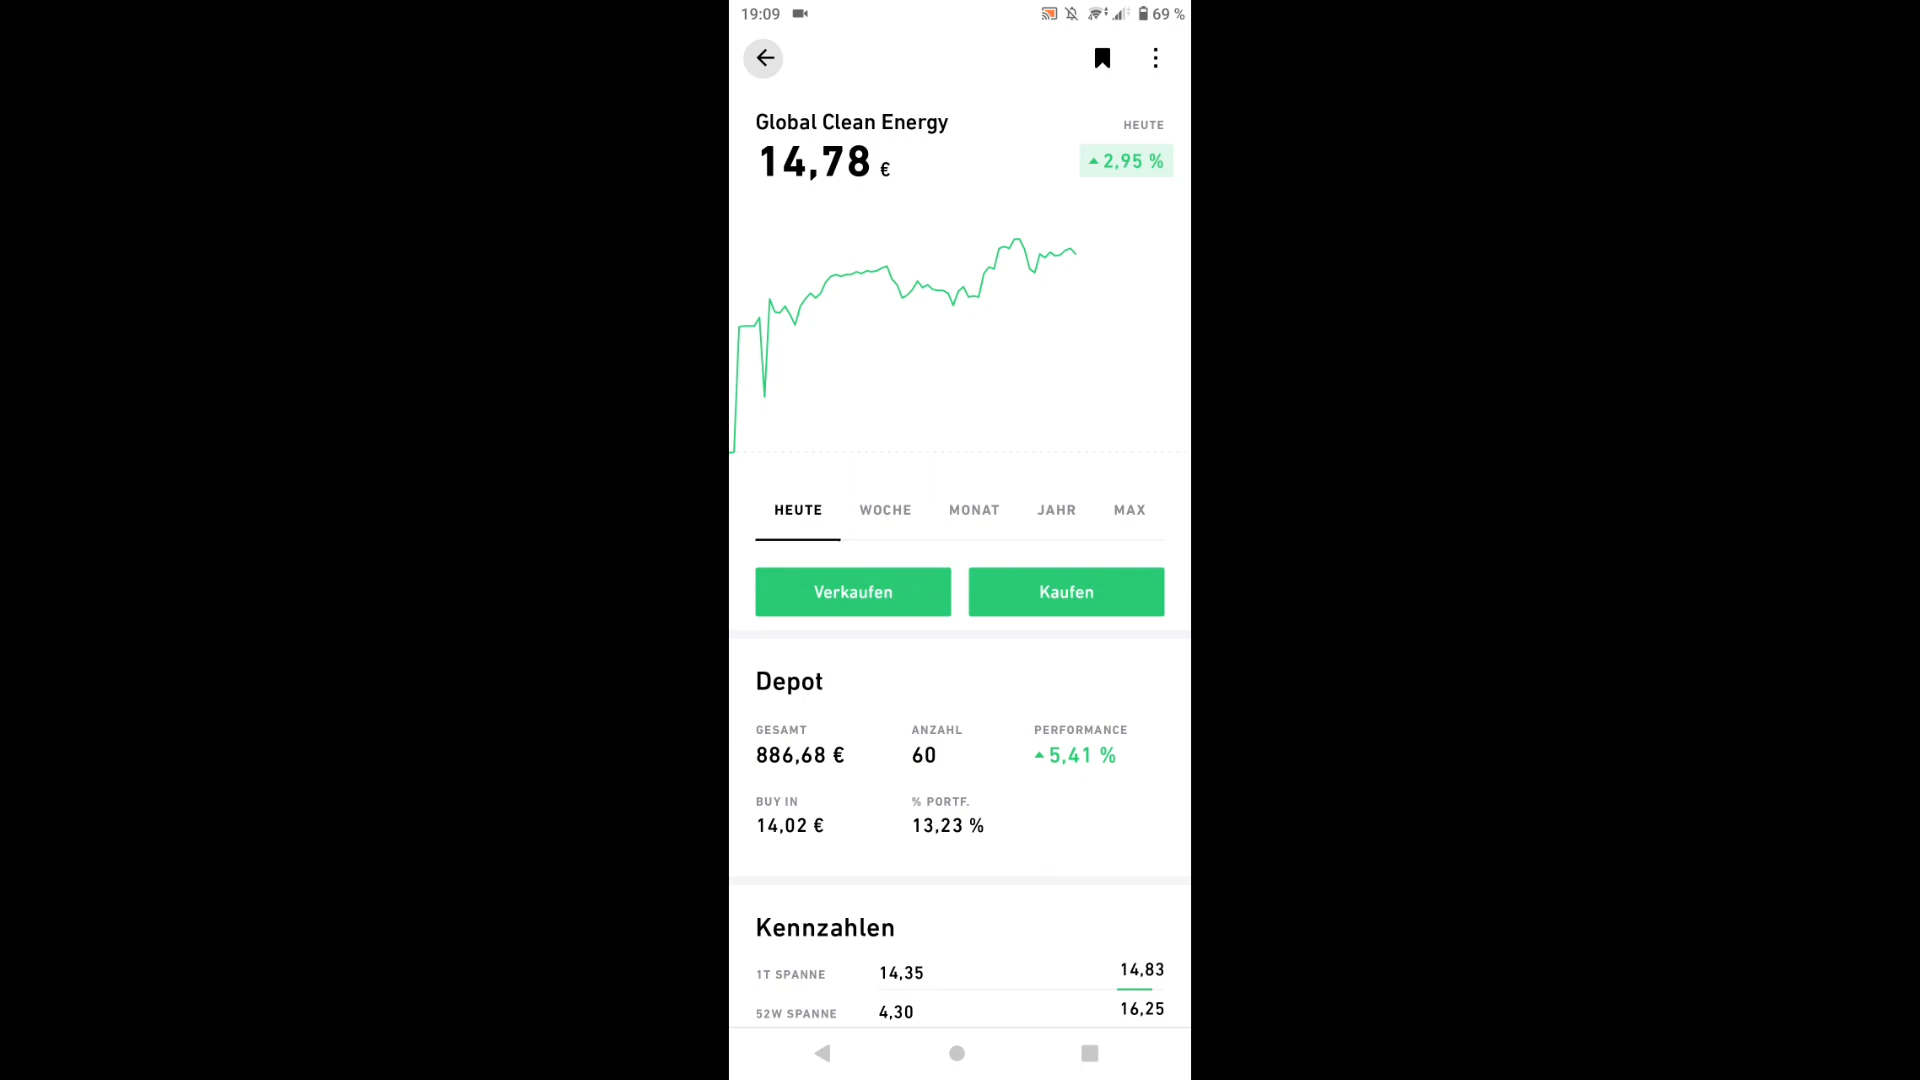 19:09 69 %
Global Clean Energy HEUTE
14,78 € 2,95 %
HEUTE WOCHE MONAT JAHR MAX
Verkaufen Kaufen
Depot
GESAMT ANZAHL PERFORMANCE
886,68 € 60 5,41 %
BUY IN % PORTF.
14,02 € 13,23 %
Kennzahlen
1T SPANNE 14,35 14,83
52W SPANNE 4,30 16,25